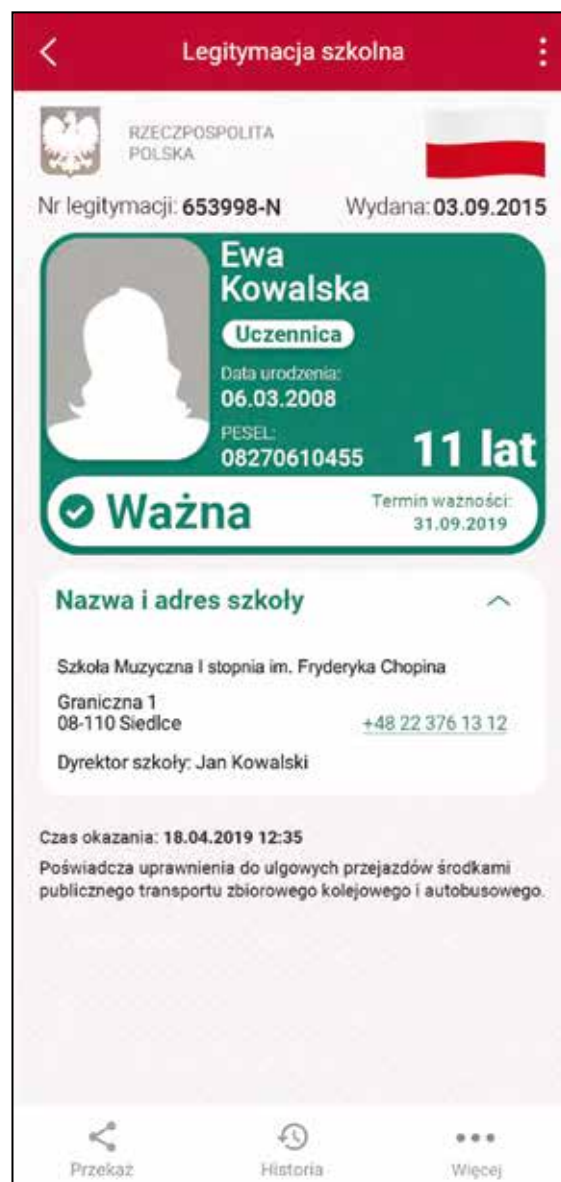 Legitymacja szkolna
RZECZPOSPOLITA
POLSKA
Nr legitymacji: 653998-N Wydana: 03.09.2015
Ewa
Kowalska
Uczennica
Data urodzenia:
06.03.2008
PESEL:
08270610455 11 lat
Ważna
Termin ważności:
31.09.2019
Nazwa i adres szkoły
Szkoła Muzyczna I stopnia im. Fryderyka Chopina
Graniczna 1
08-110 Siedlce +48 22 376 13 12
Dyrektor szkoły: Jan Kowalski
Czas okazania: 18.04.2019 12:35
Poświadcza uprawnienia do ulgowych przejazdów środkami
publicznego transportu zbiorowego kolejowego i autobusowego.
Przekaż Historia Więcej